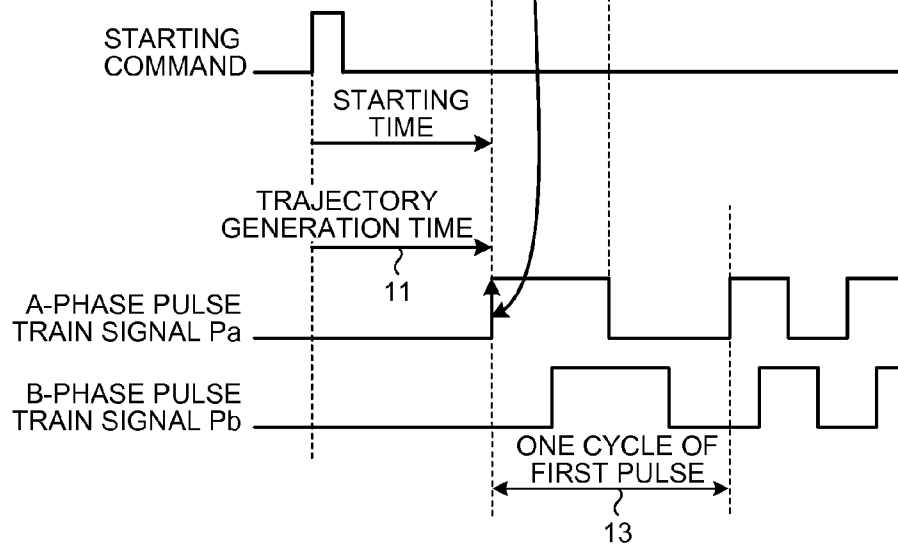 STARTING
COMMAND
STARTING
TIME
TRAJECTORY
GENERATION TIME
11
A-PHASE PULSE
TRAIN SIGNAL Pa
B-PHASE PULSE
TRAIN SIGNAL Pb
ONE CYCLE OF
FIRST PULSE
13